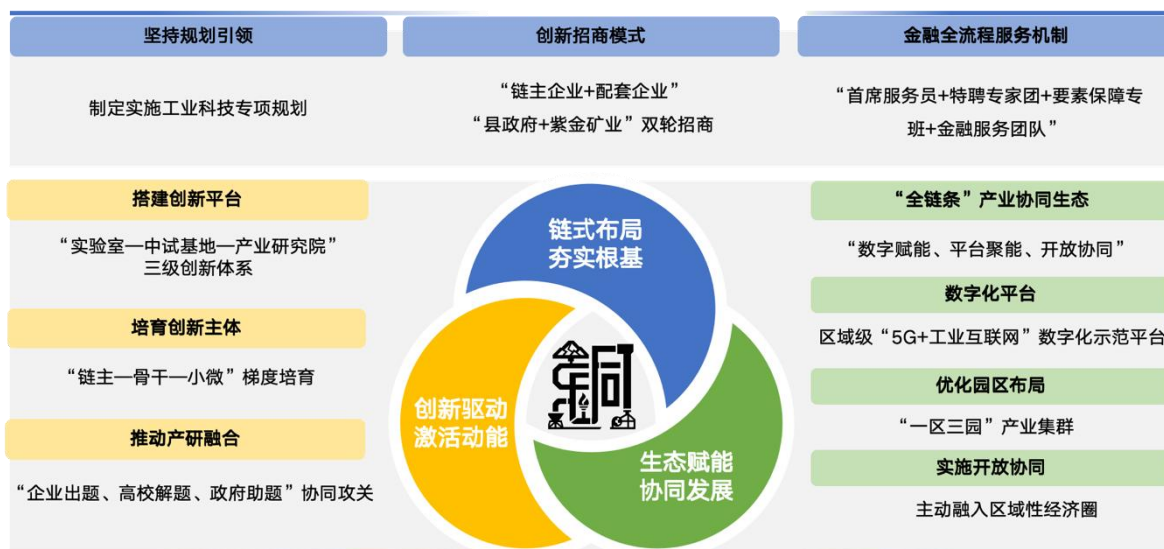 坚持规划引领
制定实施工业科技专项规划
创新招商模式
“链主企业+配套企业”
“县政府+紫金矿业”双轮招商
金融全流程服务机制
“首席服务员+特聘专家团+要素保障专
班+金融服务团队”
搭建创新平台
“实验室—中试基地—产业研究院”
三级创新体系
培育创新主体
“链主—骨干—小微”梯度培育
推动产研融合
“企业出题、高校解题、政府助题”协同攻关
链式布局
夯实根基
创新驱动
激活动能
生态赋能
协同发展
“全链条”产业协同生态
“数字赋能、平台聚能、开放协同”
数字化平台
区域级“5G+工业互联网”数字化示范平台
优化园区布局
“一区三园”产业集群
实施开放协同
主动融入区域性经济圈